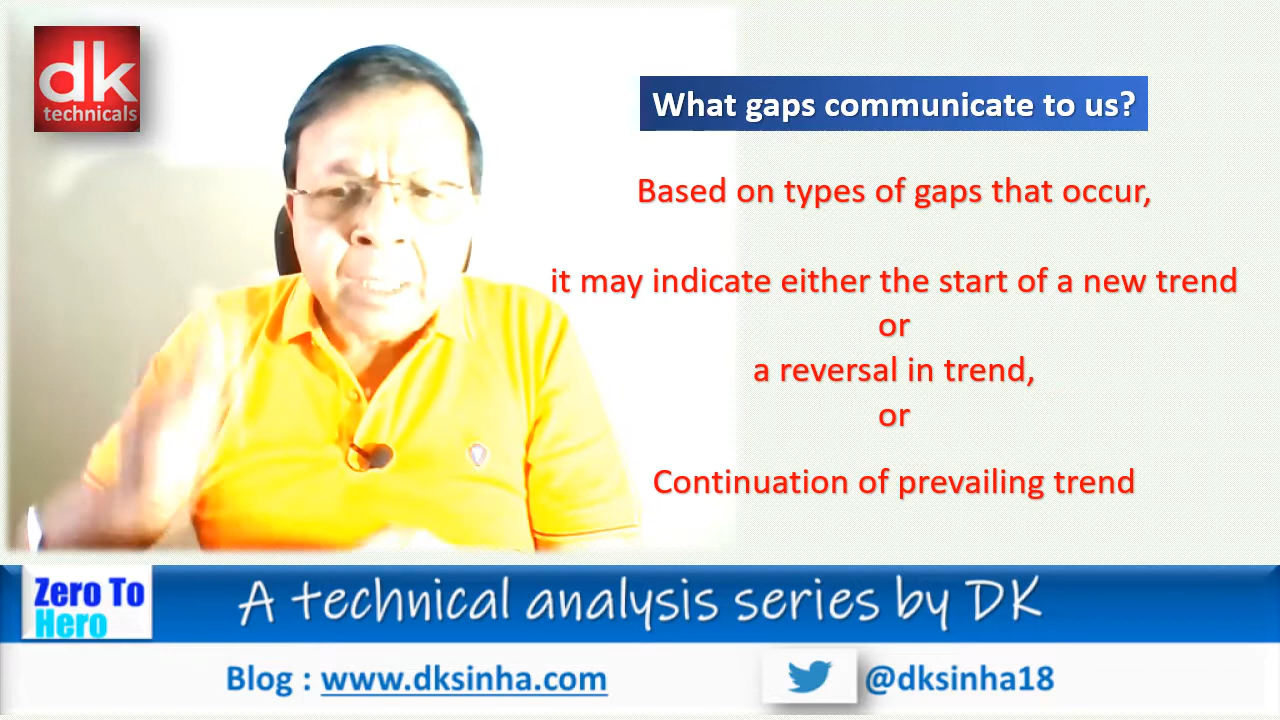 dk
technicals
What gaps communicate to us?
Based on types of gaps that occur,
it may indicate either the start of a new trend
or
a reversal in trend,
or
Continuation of prevailing trend
Zero To
Hero
A technical analysis series by DK
Blog : www.dksinha.com
@dksinha18